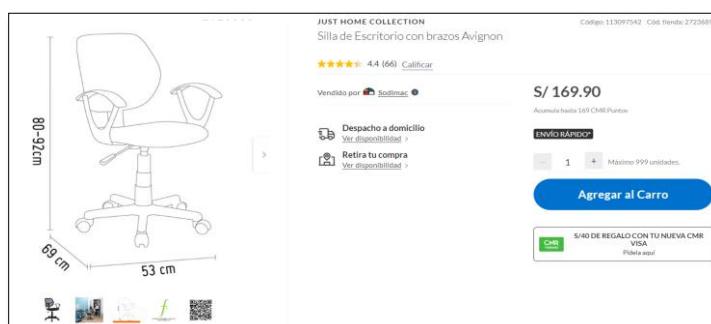 JUST HOME COLLECTION
Código: 113097542 Cód. tienda: 2723681
Silla de Escritorio con brazos Avignon
4.4 (66) Calificar
Vendido por Sodimac
S/ 169.90
Acumula hasta 169 CMR Puntos
Despacho a domicilio
Ver disponibilidad >
ENVÍO RÁPIDO*
Retira tu compra
Ver disponibilidad >
- 1 + Máximo 999 unidades.
Agregar al Carro
CMR
S/40 DE REGALO CON TU NUEVA CMR
VISA
Pídela aquí
80-92cm
69 cm
53 cm